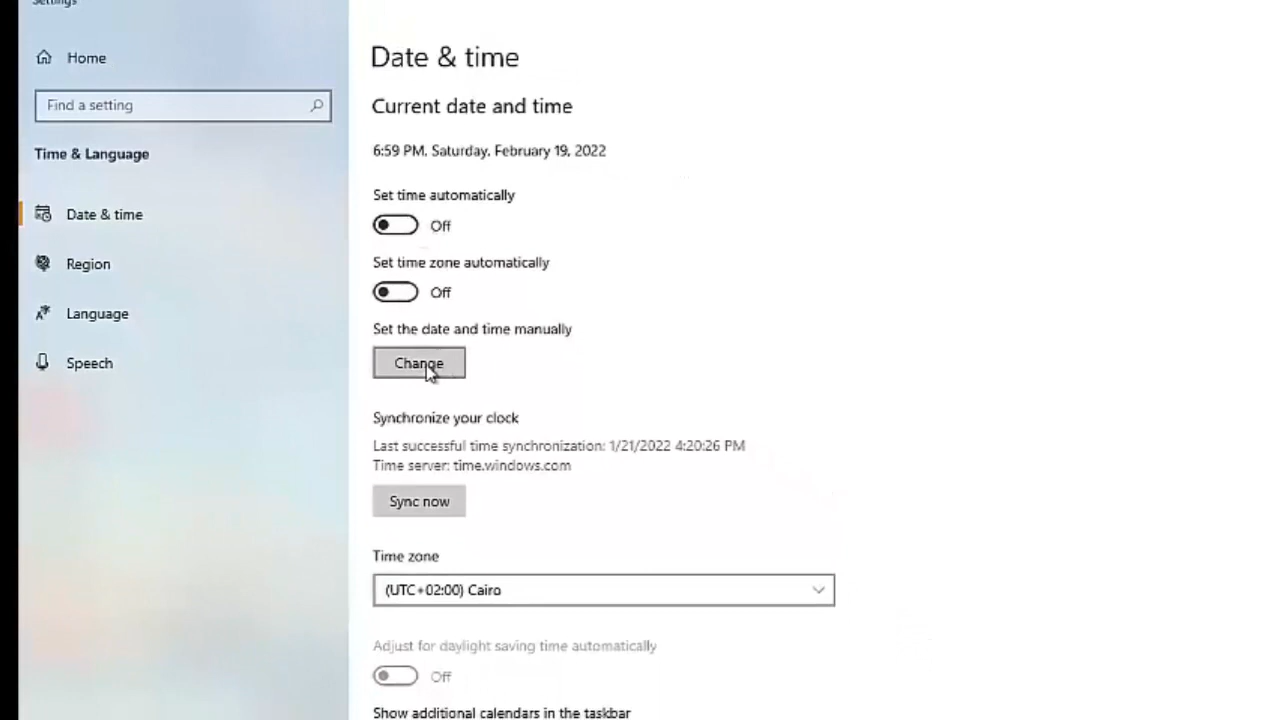 Settings
Home
Find a setting
Time & Language
Date & time
Region
Language
Speech
Date & time
Current date and time
6:59 PM, Saturday, February 19, 2022
Set time automatically
Off
Set time zone automatically
Off
Set the date and time manually
Change
Synchronize your clock
Last successful time synchronization: 1/21/2022 4:20:26 PM
Time server: time.windows.com
Sync now
Time zone
(UTC+02:00) Cairo
Adjust for daylight saving time automatically
Off
Show additional calendars in the taskbar